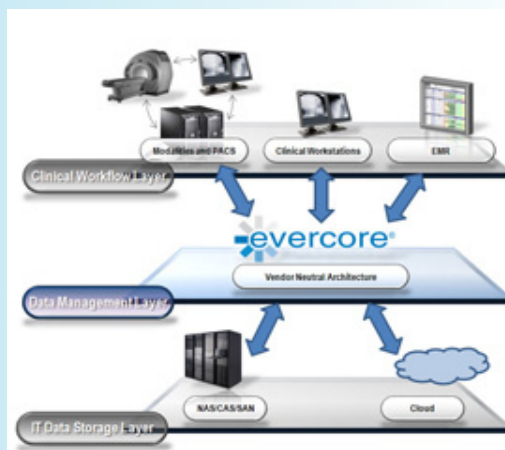 Modalities and PACS
Clinical Workstations
EMR
Clinical Workflow Layer
evercore®
Vendor Neutral Architecture
Data Management Layer
NAS/CAS/SAN
Cloud
IT Data Storage Layer